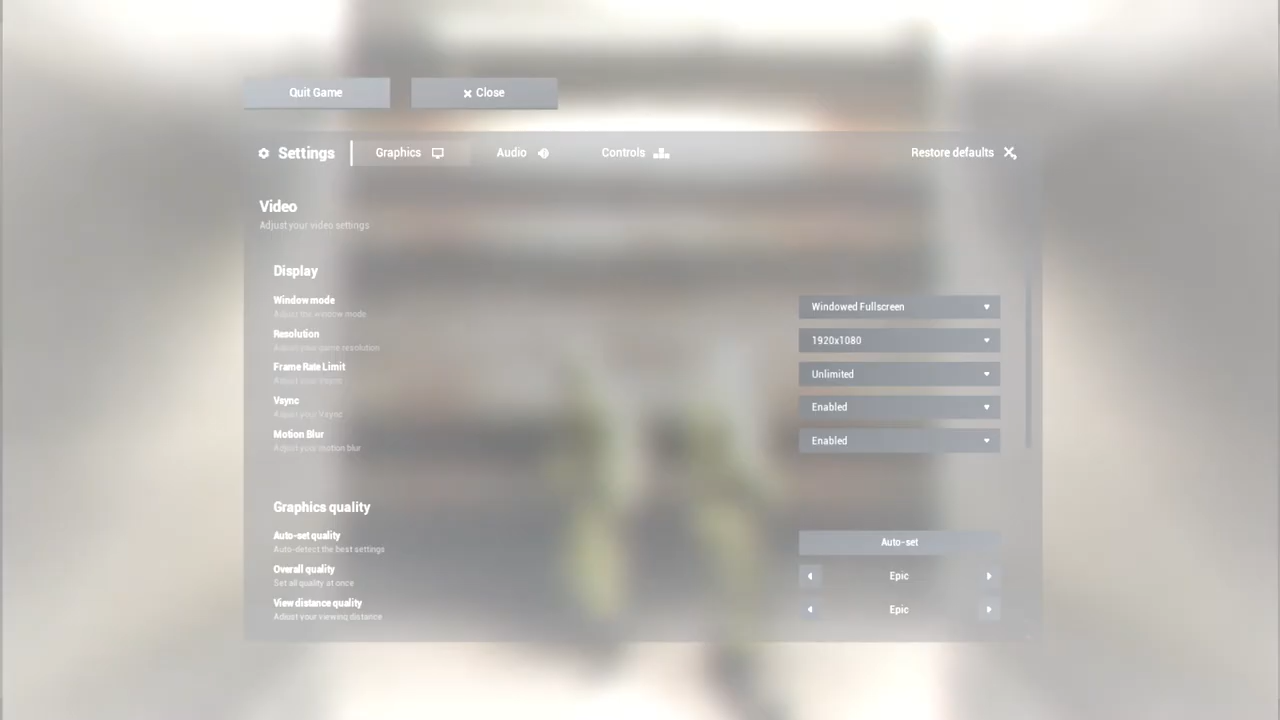 Quit Game
Close
Settings
Graphics
Audio
Controls
Restore defaults
Video
Adjust your video settings
Display
Window mode
Windowed Fullscreen
Adjust the window mode
Resolution
1920x1080
Adjust your game resolution
Frame Rate Limit
Unlimited
Vsync
Enabled
Adjust your Vsync
Motion Blur
Enabled
Adjust your motion blur
Graphics quality
Auto-set quality
Auto-set
Auto-detect the best settings
Overall quality
Epic
Set all quality at once
View distance quality
Epic
Adjust your viewing distance